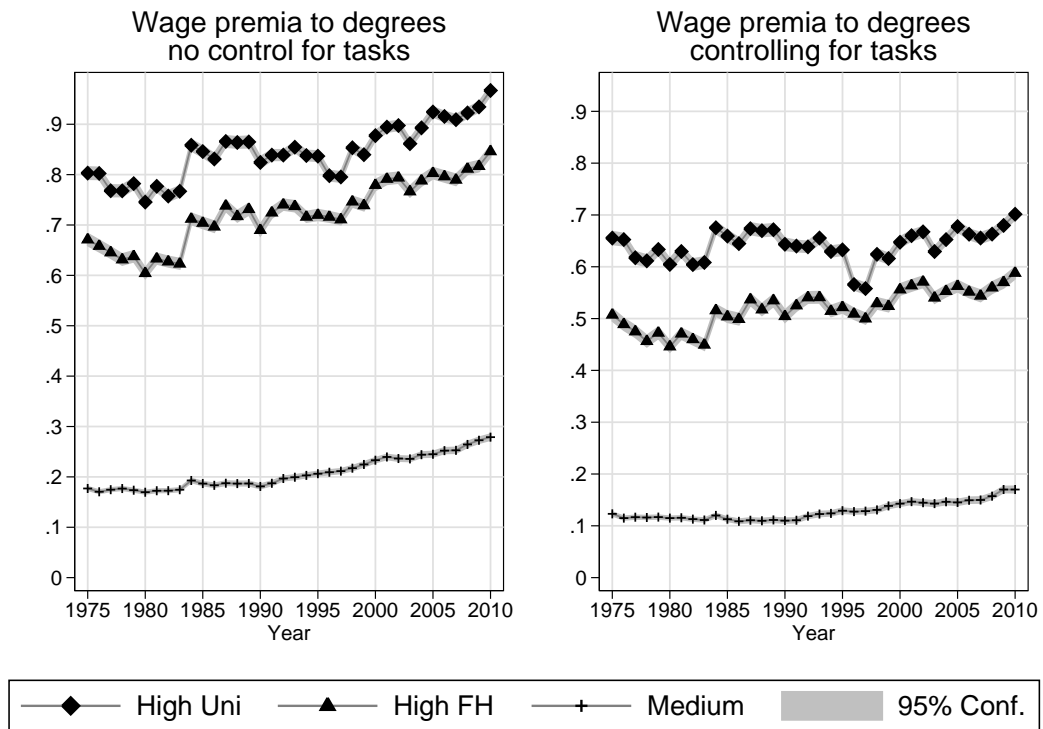 Wage premia to degrees
no control for tasks
.9
.8
.7
.6
.5
.4
.3
.2
.1
0
1975 1980 1985 1990 1995 2000 2005 2010
Year
Wage premia to degrees
controlling for tasks
.9
.8
.7
.6
.5
.4
.3
.2
.1
0
1975 1980 1985 1990 1995 2000 2005 2010
Year
High Uni High FH Medium 95% Conf.